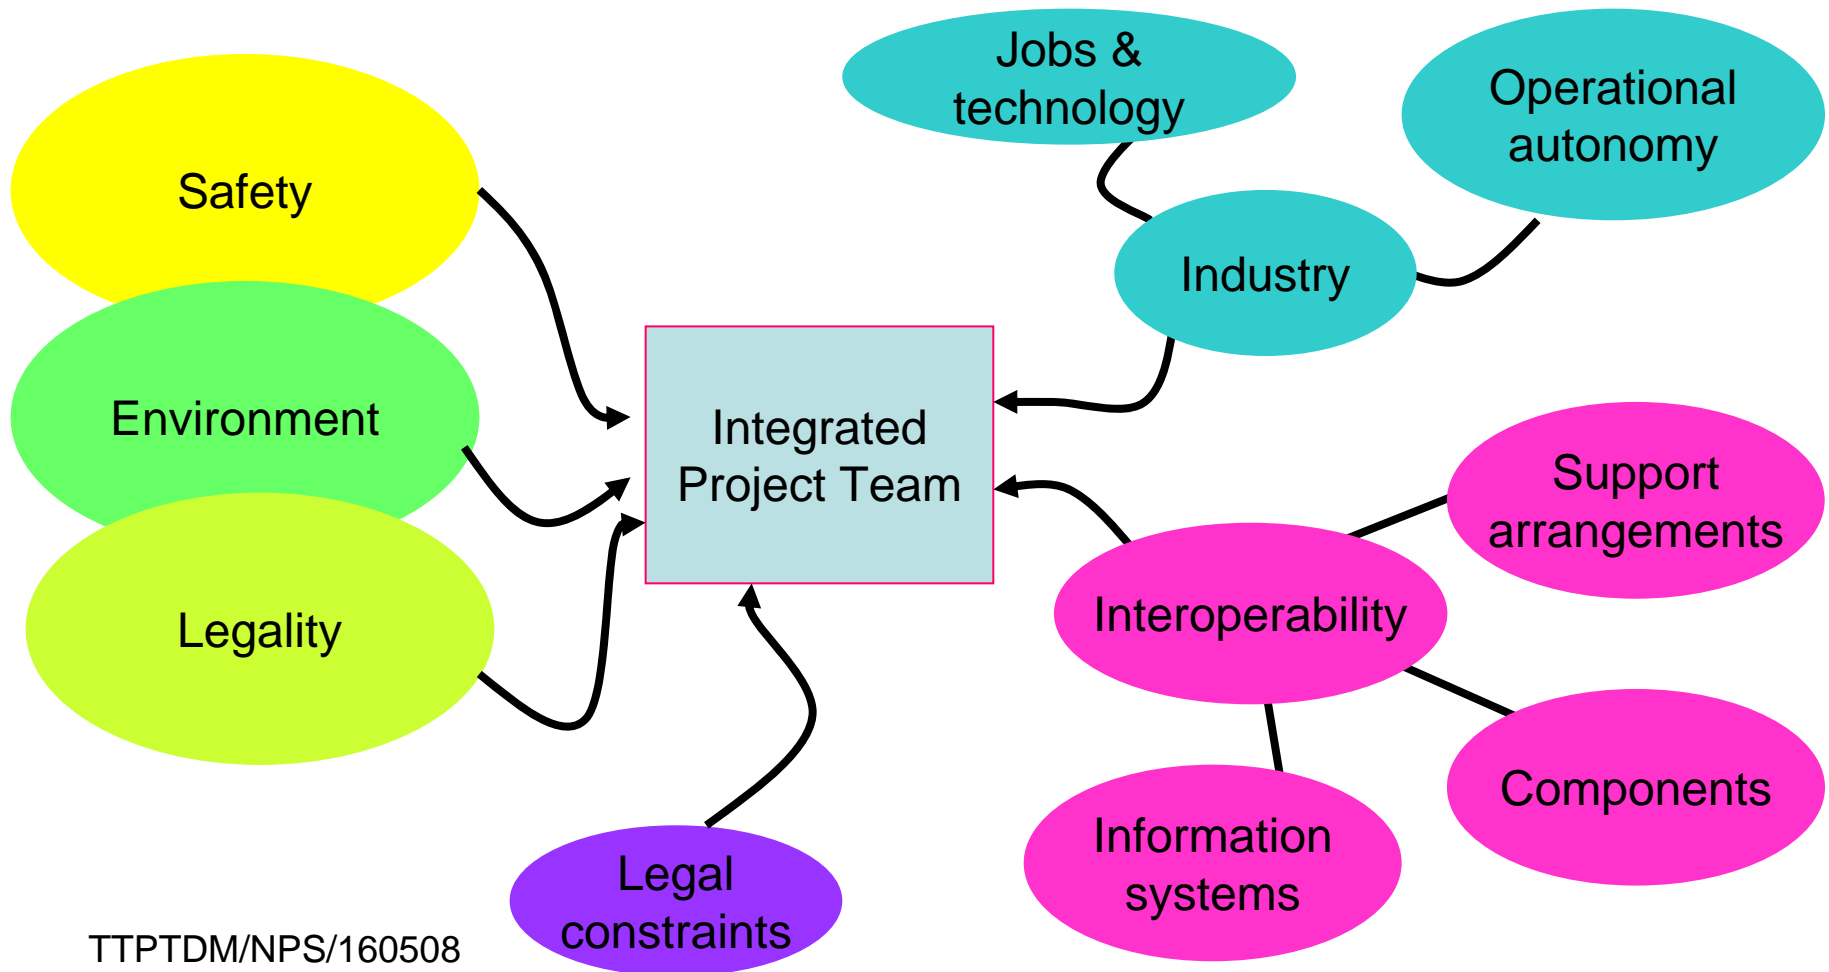 Jobs &
technology
Operational
autonomy
Safety
Industry
Environment
Integrated
Project Team
Support
arrangements
Legality
Interoperability
Components
Information
systems
Legal
constraints
TTPTDM/NPS/160508